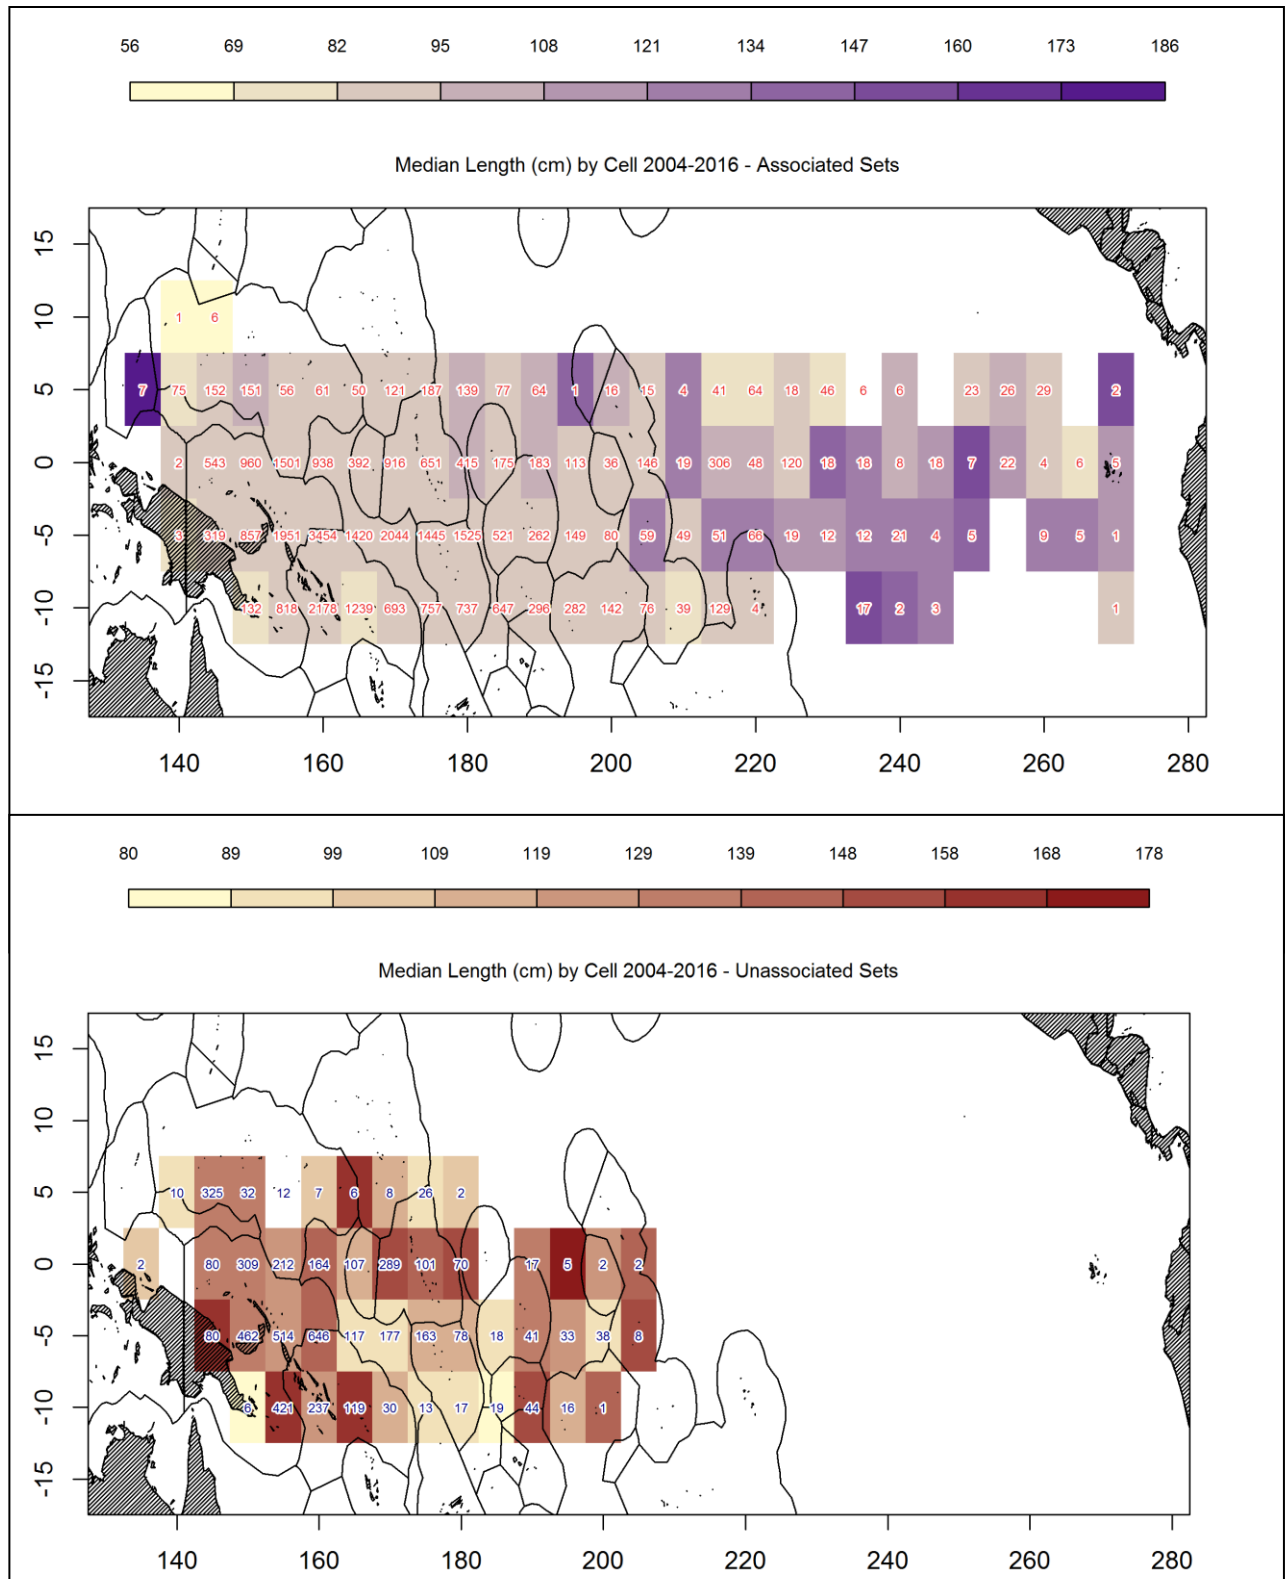 56 69 82 95 108 121 134 147 160 173 186
Median Length (cm) by Cell 2004-2016 - Associated Sets
15
10
1 6
5
7 75 152 151 56 61 50 121 187 139 77 64 1 16 15 4 41 64 18 46 6 6 23 26 29 2
0
2 543 960 1501 938 392 916 651 415 175 183 113 36 146 19 306 48 120 18 18 8 18 7 22 4 6 5
-5
3 319 857 1951 3454 1420 2044 1445 1525 521 262 149 80 59 49 51 66 19 12 12 21 4 5 9 5 1
-10
132 818 2178 1239 693 757 737 647 296 282 142 76 39 129 4 17 2 3 1
-15
140 160 180 200 220 240 260 280
80 89 99 109 119 129 139 148 158 168 178
Median Length (cm) by Cell 2004-2016 - Unassociated Sets
15
10
5
10 325 32 12 7 6 8 26 2
0
2 80 309 212 164 107 289 101 70 17 5 2 2
-5
80 462 514 646 117 177 163 78 18 41 33 38 8
-10
6 421 237 119 30 13 17 19 44 16 1
-15
140 160 180 200 220 240 260 280